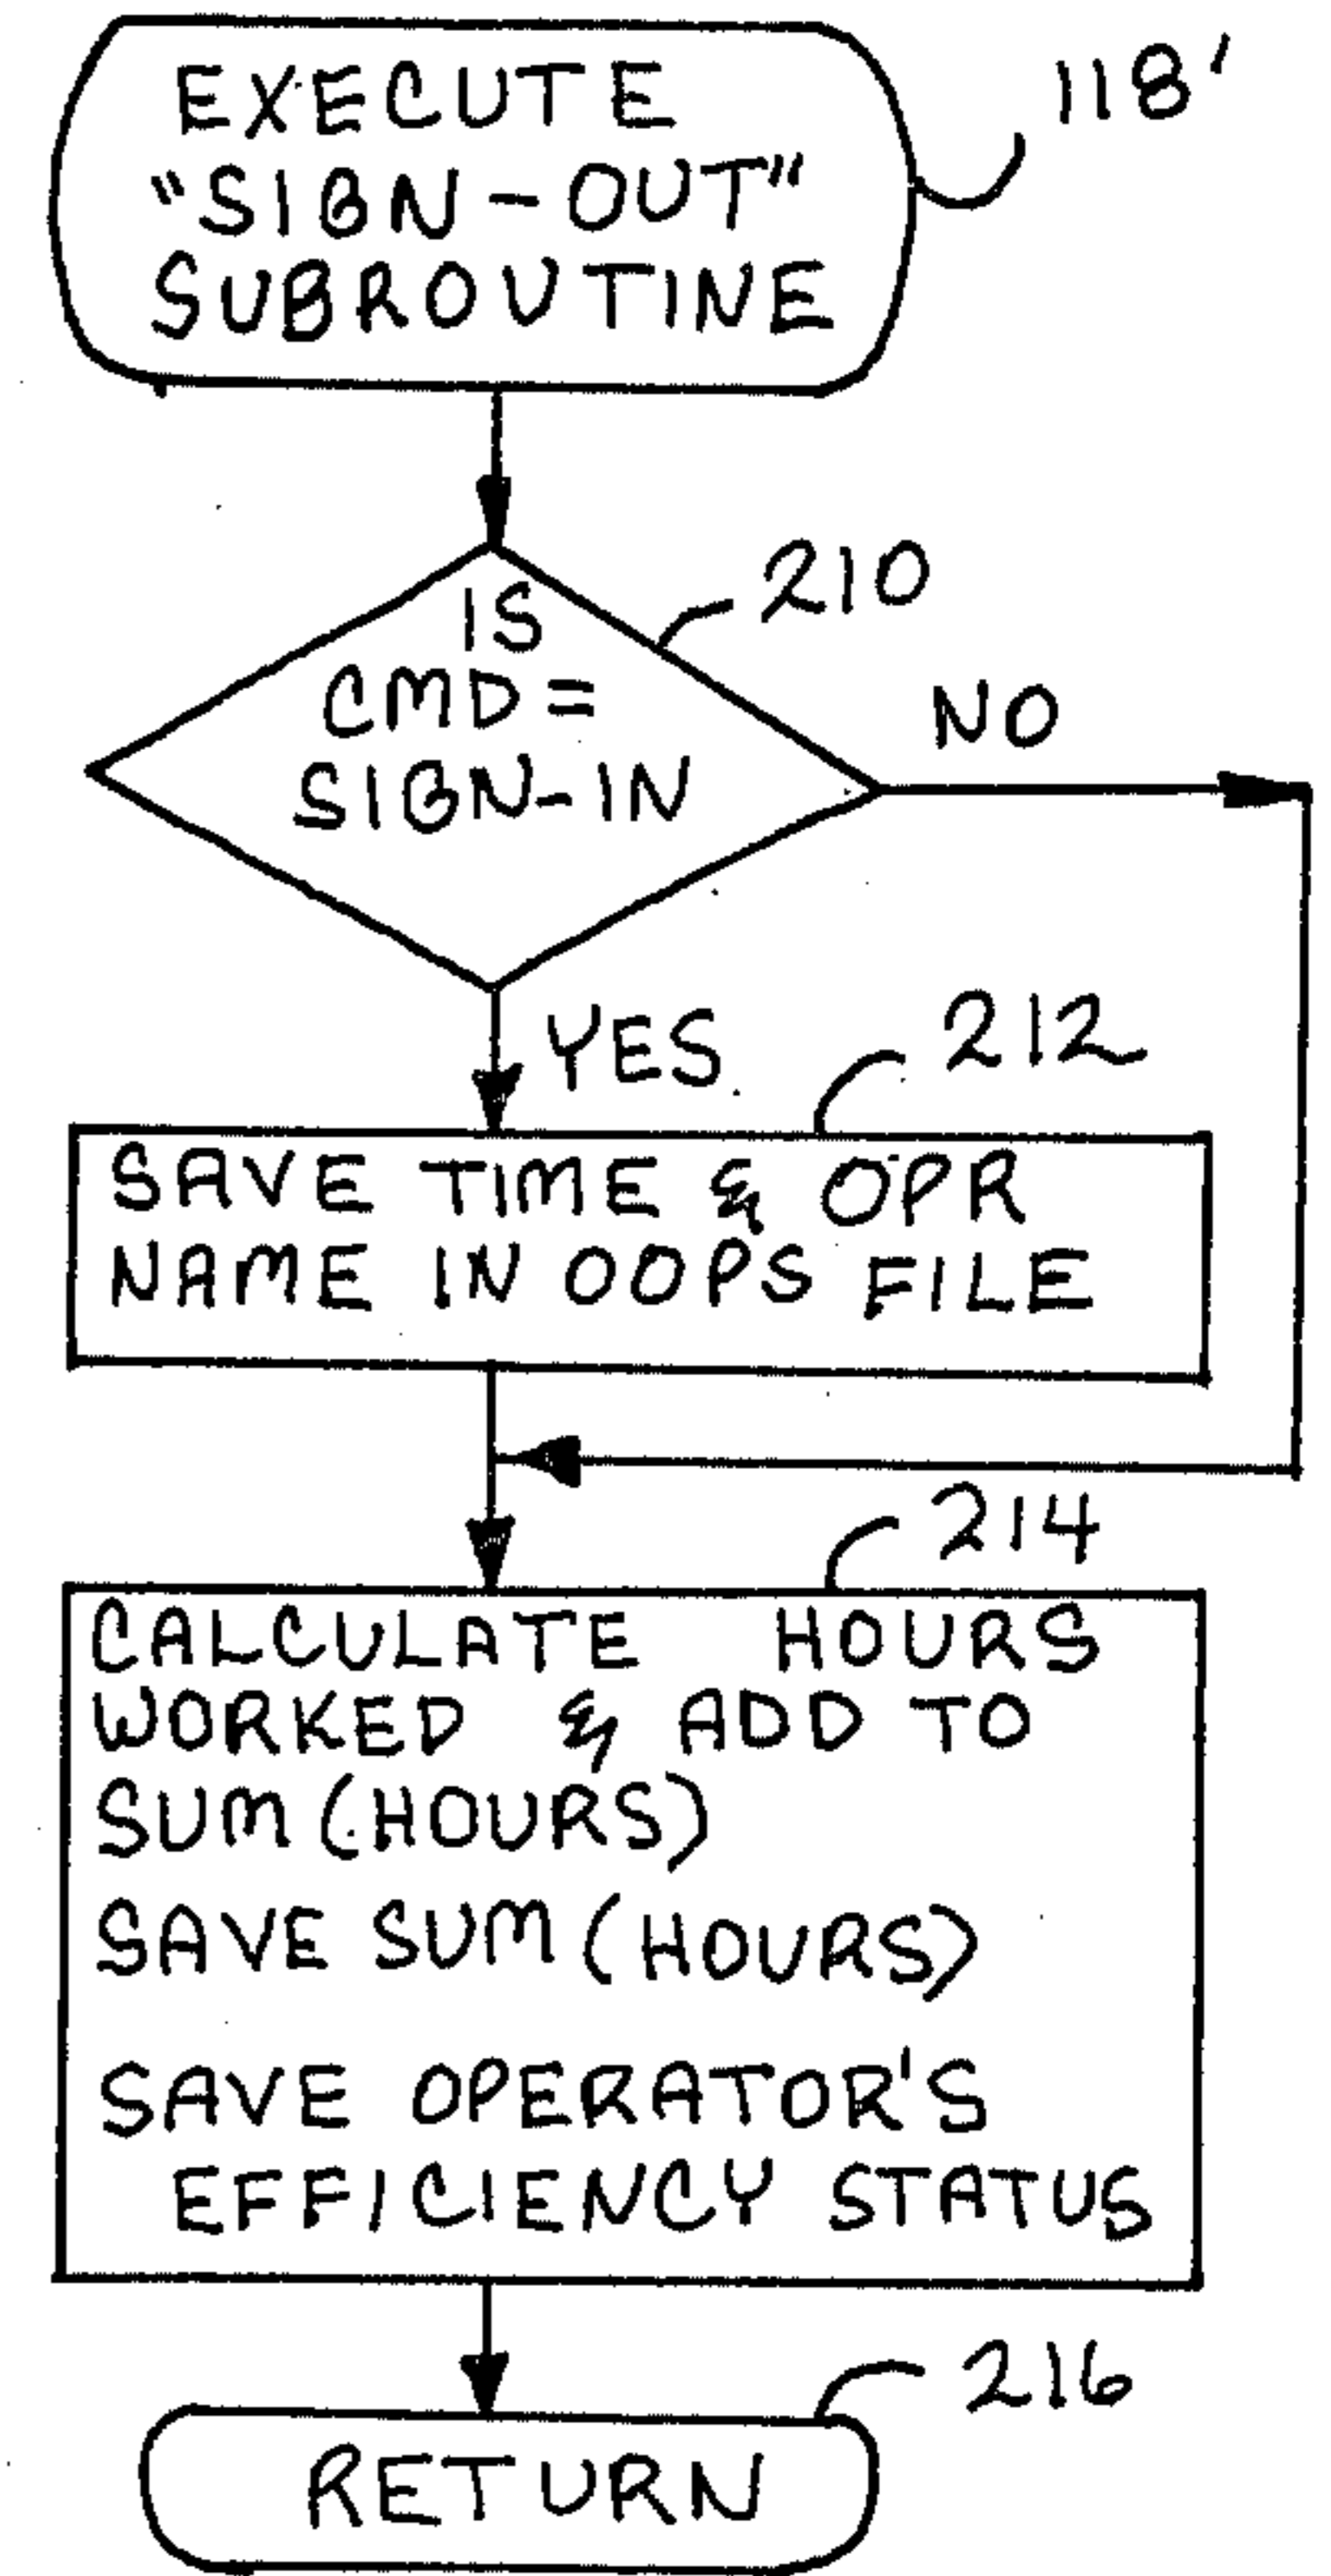 EXECUTE
"SIGN-OUT"
SUBROUTINE
118'
IS
CMD=
SIGN-IN
210
NO
YES
212
SAVE TIME & OPR
NAME IN OOPS FILE
214
CALCULATE HOURS
WORKED & ADD TO
SUM (HOURS)
SAVE SUM (HOURS)
SAVE OPERATOR'S
EFFICIENCY STATUS
216
RETURN